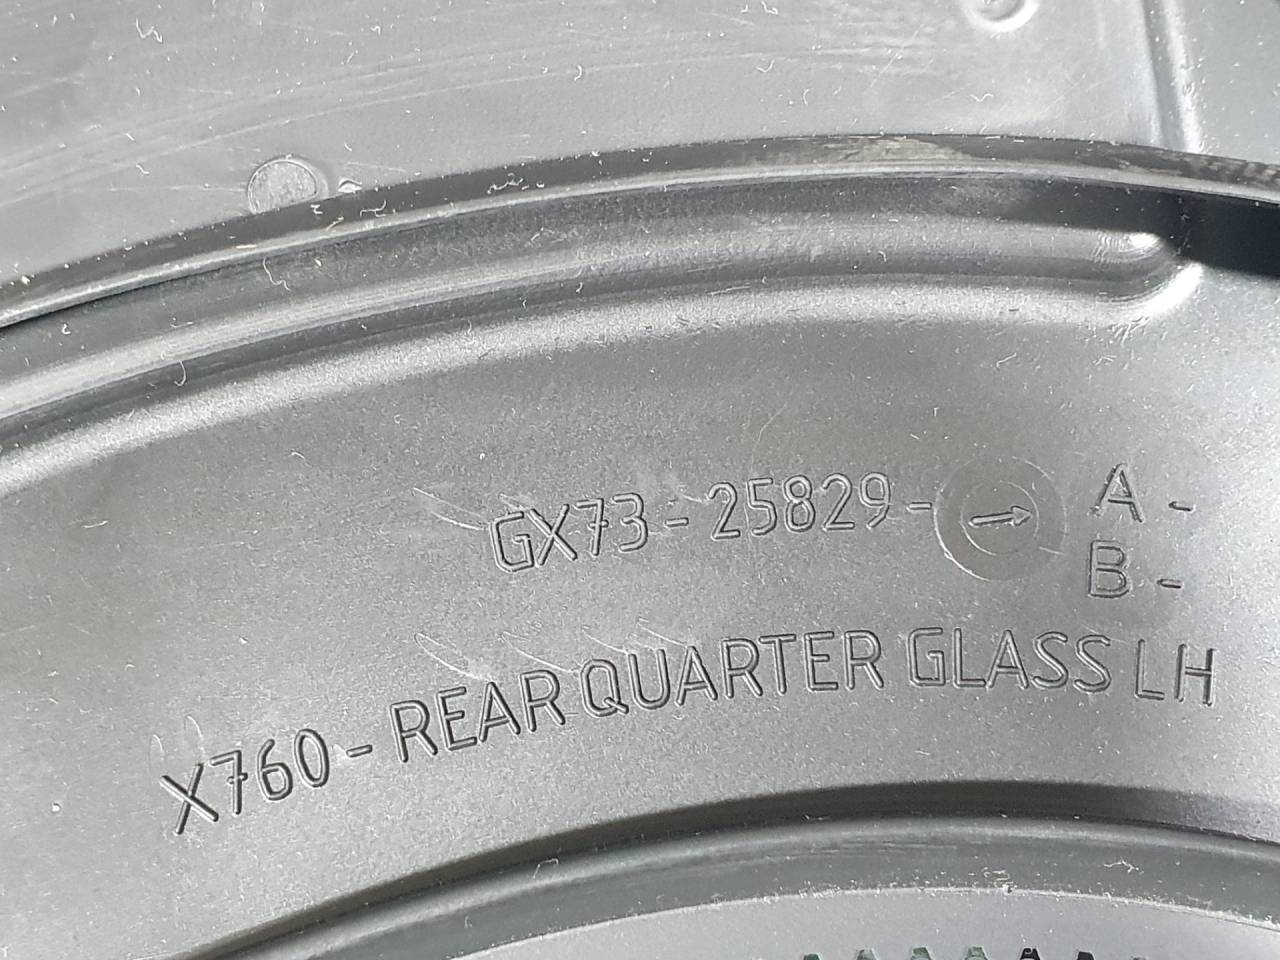 GX73-25829- → A -
B -
X760-REAR QUARTER GLASS LH